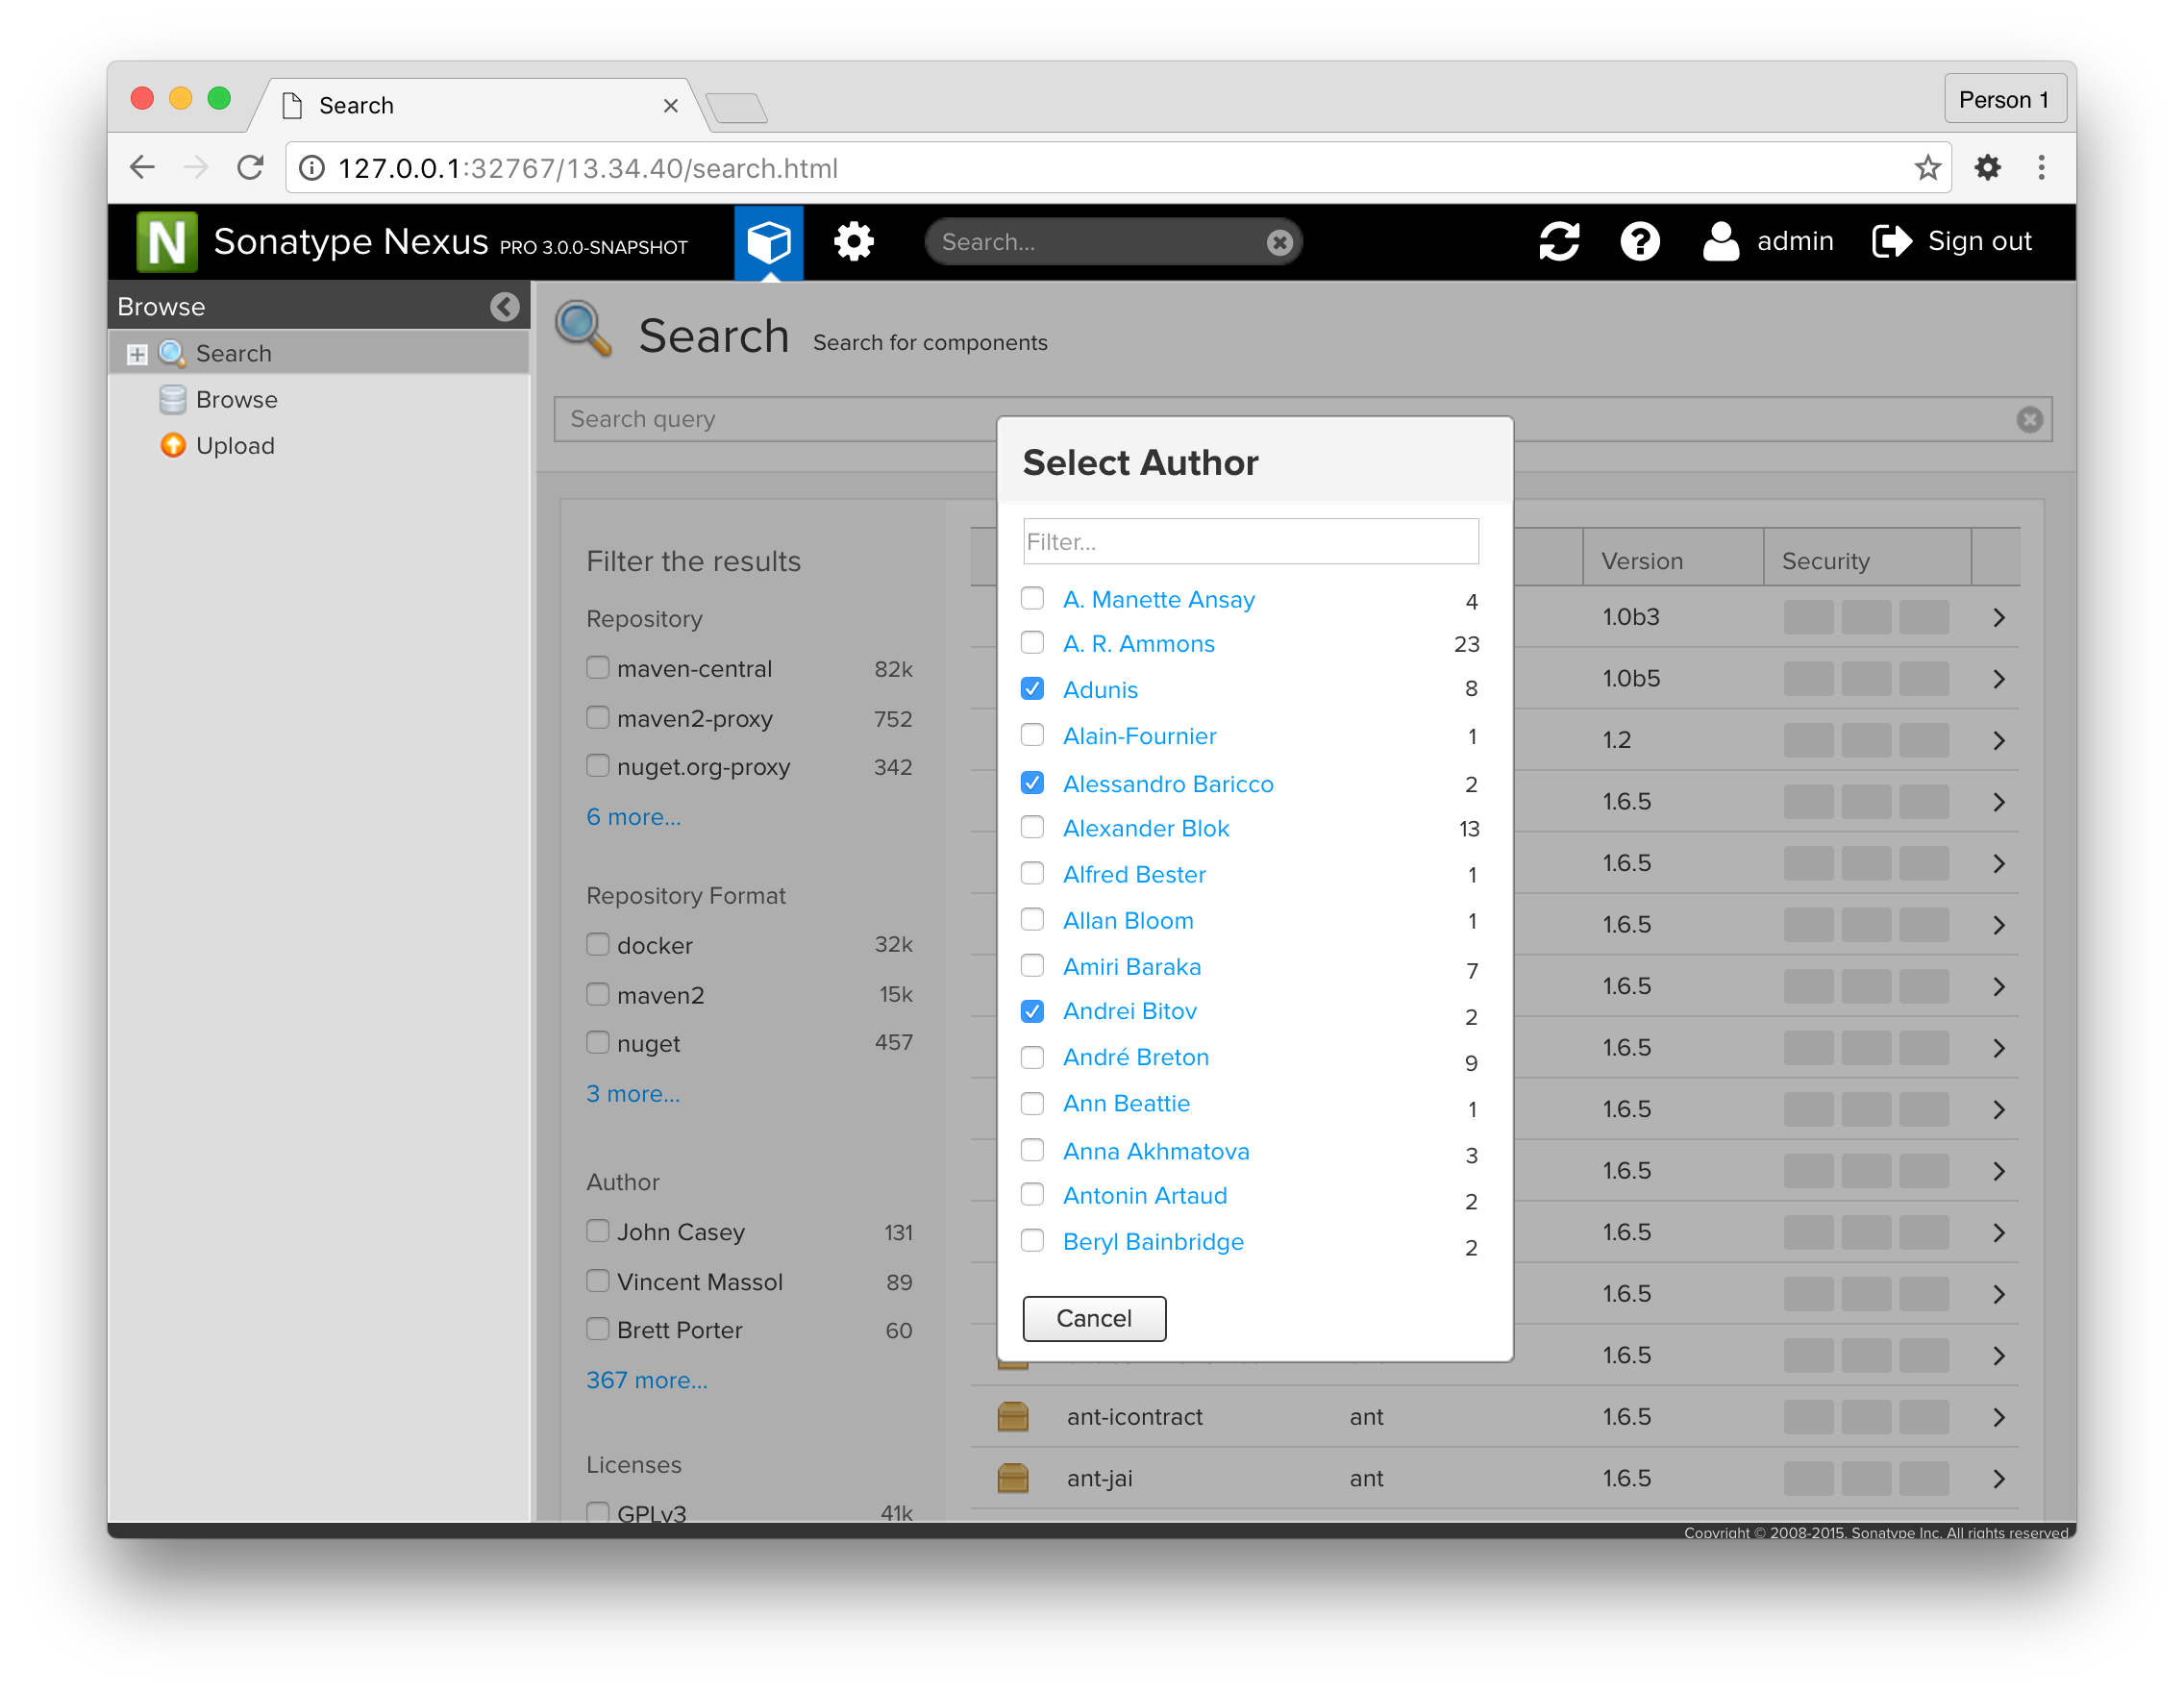 Search
Person 1
127.0.0.1:32767/13.34.40/search.html
N Sonatype Nexus PRO 3.0.0-SNAPSHOT
Search...
admin
Sign out
Browse
Search
Browse
Upload
Search Search for components
Search query
Filter the results
Repository
maven-central 82k
maven2-proxy 752
nuget.org-proxy 342
6 more...
Repository Format
docker 32k
maven2 15k
nuget 457
3 more...
Author
John Casey 131
Vincent Massol 89
Brett Porter 60
367 more...
Licenses
GPLv3 41k
Select Author
Filter...
A. Manette Ansay 4
A. R. Ammons 23
Adunis 8
Alain-Fournier 1
Alessandro Baricco 2
Alexander Blok 13
Alfred Bester 1
Allan Bloom 1
Amiri Baraka 7
Andrei Bitov 2
André Breton 9
Ann Beattie 1
Anna Akhmatova 3
Antonin Artaud 2
Beryl Bainbridge 2
Cancel
Version Security
1.0b3
1.0b5
1.2
1.6.5
1.6.5
1.6.5
1.6.5
1.6.5
1.6.5
1.6.5
1.6.5
1.6.5
1.6.5
ant-icontract ant 1.6.5
ant-jai ant 1.6.5
Copyright © 2008-2015, Sonatype Inc. All rights reserved